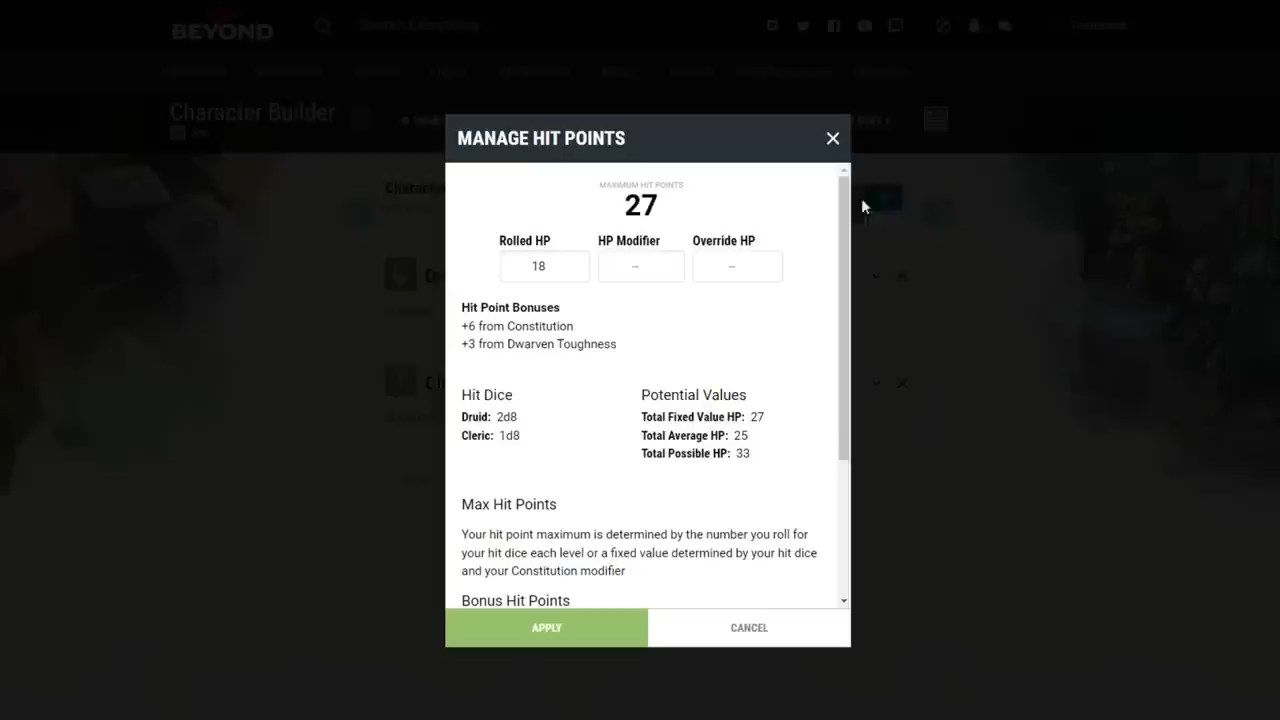 BEYOND
Search Everything
Character Builder
MANAGE HIT POINTS
MAXIMUM HIT POINTS
27
Rolled HP HP Modifier Override HP
18 -- --
Hit Point Bonuses
+6 from Constitution
+3 from Dwarven Toughness
Hit Dice Potential Values
Druid: 2d8 Total Fixed Value HP: 27
Cleric: 1d8 Total Average HP: 25
Total Possible HP: 33
Max Hit Points
Your hit point maximum is determined by the number you roll for
your hit dice each level or a fixed value determined by your hit dice
and your Constitution modifier
Bonus Hit Points
APPLY CANCEL